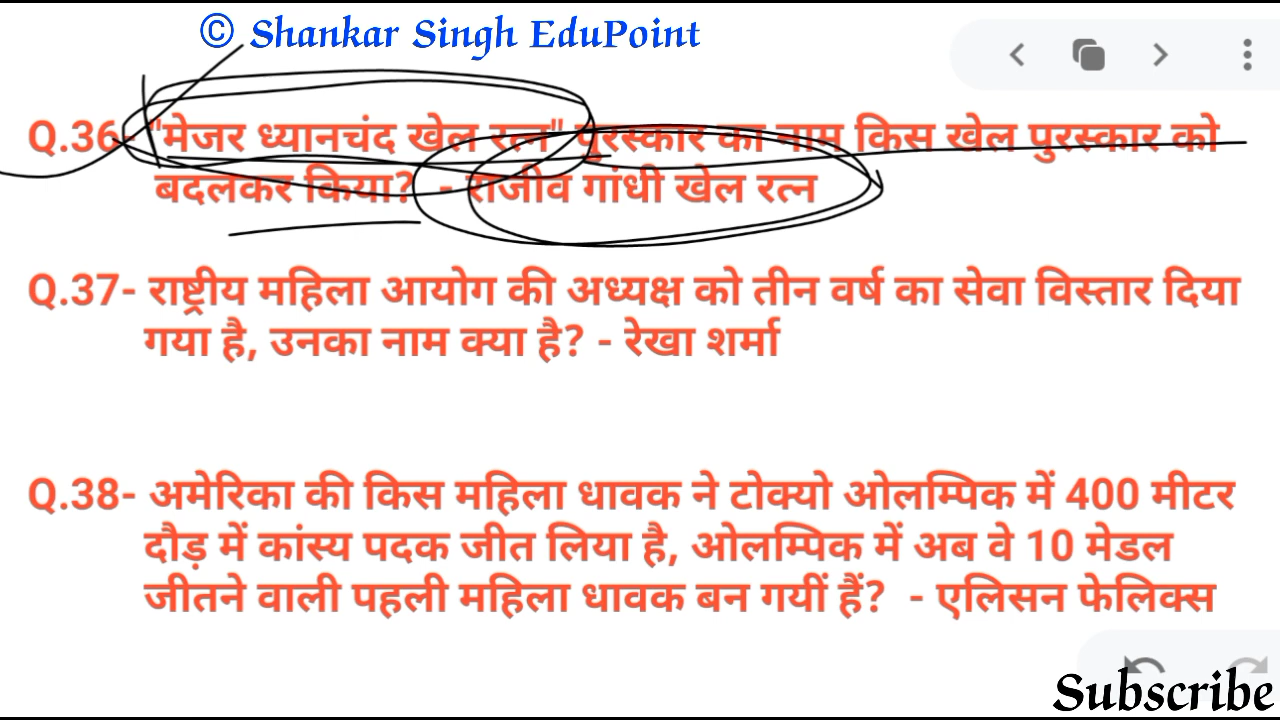 © Shankar Singh EduPoint
Q.36- "मेजर ध्यानचंद खेल रत्न" पुरस्कार का नाम किस खेल पुरस्कार को
बदलकर किया? - राजीव गांधी खेल रत्न
Q.37- राष्ट्रीय महिला आयोग की अध्यक्ष को तीन वर्ष का सेवा विस्तार दिया
गया है, उनका नाम क्या है? - रेखा शर्मा
Q.38- अमेरिका की किस महिला धावक ने टोक्यो ओलम्पिक में 400 मीटर
दौड़ में कांस्य पदक जीत लिया है, ओलम्पिक में अब वे 10 मेडल
जीतने वाली पहली महिला धावक बन गयीं हैं? - एलिसन फेलिक्स
Subscribe